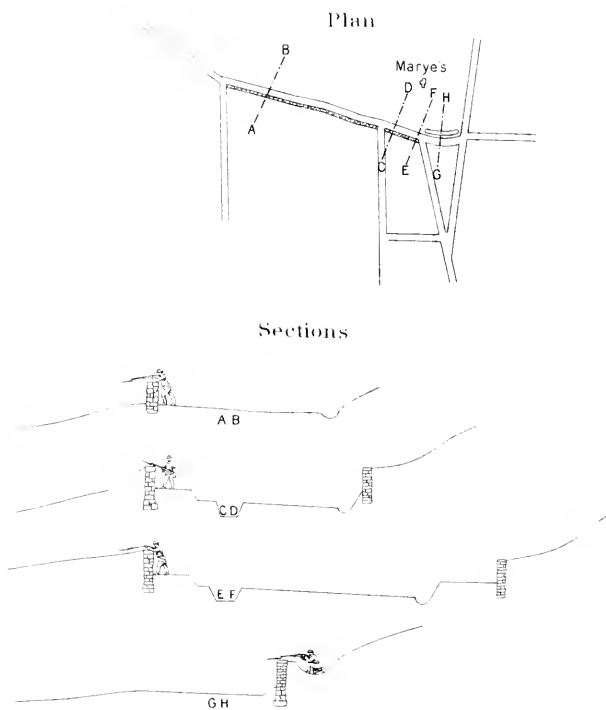 Plan
B
Marye's
D F H
A
C E G
Sections
A B
C D
E F
G H